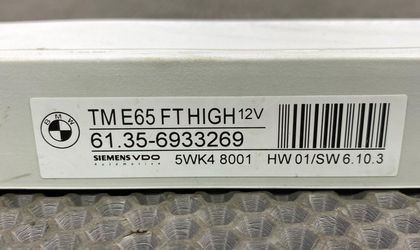 BMW
TM E65 FT HIGH 12V
61.35-6933269
SIEMENS VDO
Automotive
5WK4 8001 HW 01/SW 6.10.3